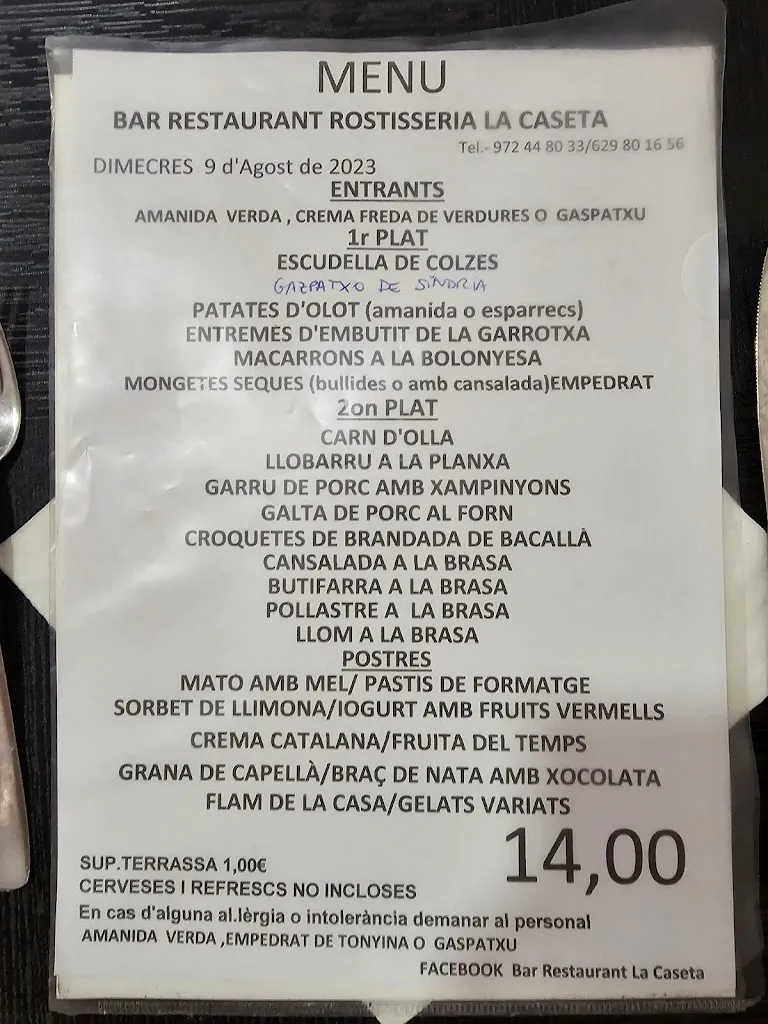 MENU
BAR RESTAURANT ROSTISSERIA LA CASETA
Tel.- 972 44 80 33/629 80 16 56
DIMECRES 9 d'Agost de 2023
ENTRANTS
AMANIDA VERDA , CREMA FREDA DE VERDURES O GASPATXU
1r PLAT
ESCUDELLA DE COLZES
GAZPATXO DE SÍNDRIA
PATATES D'OLOT (amanida o esparrecs)
ENTREMES D'EMBUTIT DE LA GARROTXA
MACARRONS A LA BOLONYESA
MONGETES SEQUES (bullides o amb cansalada)EMPEDRAT
2on PLAT
CARN D'OLLA
LLOBARRU A LA PLANXA
GARRU DE PORC AMB XAMPINYONS
GALTA DE PORC AL FORN
CROQUETES DE BRANDADA DE BACALLÀ
CANSALADA A LA BRASA
BUTIFARRA A LA BRASA
POLLASTRE A LA BRASA
LLOM A LA BRASA
POSTRES
MATO AMB MEL/ PASTIS DE FORMATGE
SORBET DE LLIMONA/IOGURT AMB FRUITS VERMELLS
CREMA CATALANA/FRUITA DEL TEMPS
GRANA DE CAPELLÀ/BRAÇ DE NATA AMB XOCOLATA
FLAM DE LA CASA/GELATS VARIATS
14,00
SUP.TERRASSA 1,00€
CERVESES I REFRESCS NO INCLOSES
En cas d'alguna al.lèrgia o intolerància demanar al personal
AMANIDA VERDA ,EMPEDRAT DE TONYINA O GASPATXU
FACEBOOK Bar Restaurant La Caseta